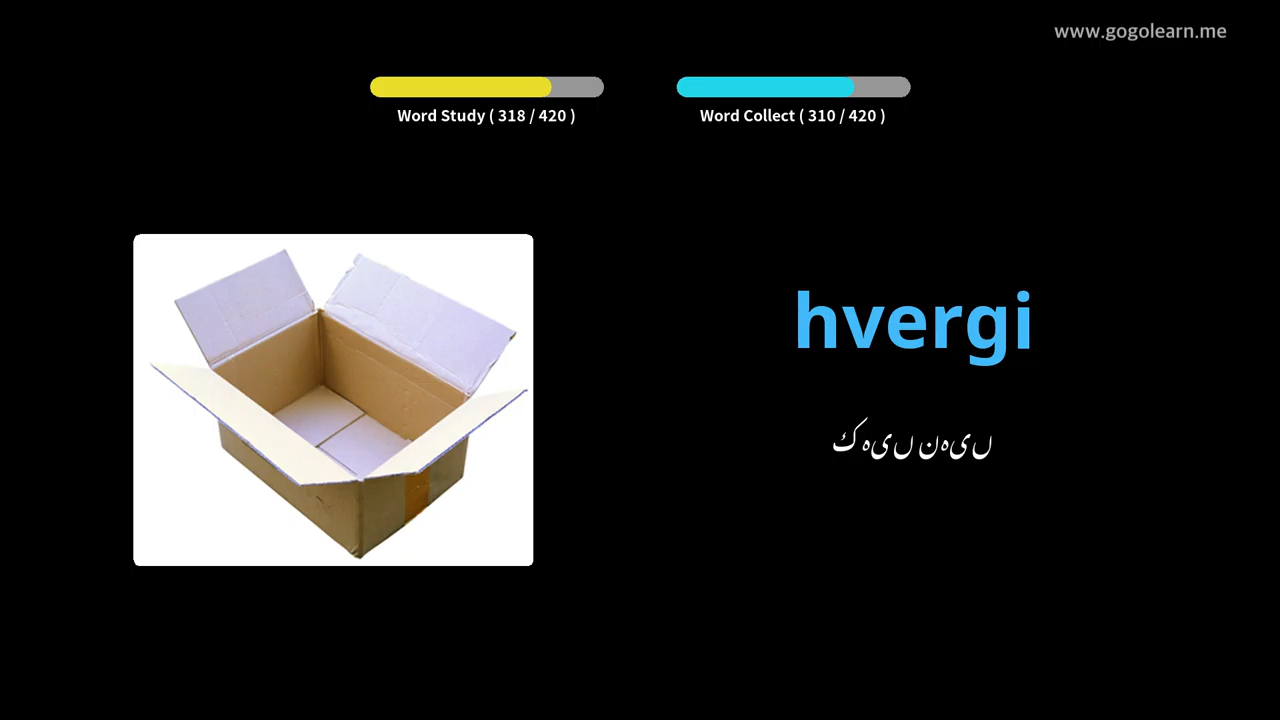 www.gogolearn.me
Word Study ( 318 / 420 )
Word Collect ( 310 / 420 )
hvergi
کہیں نہیں